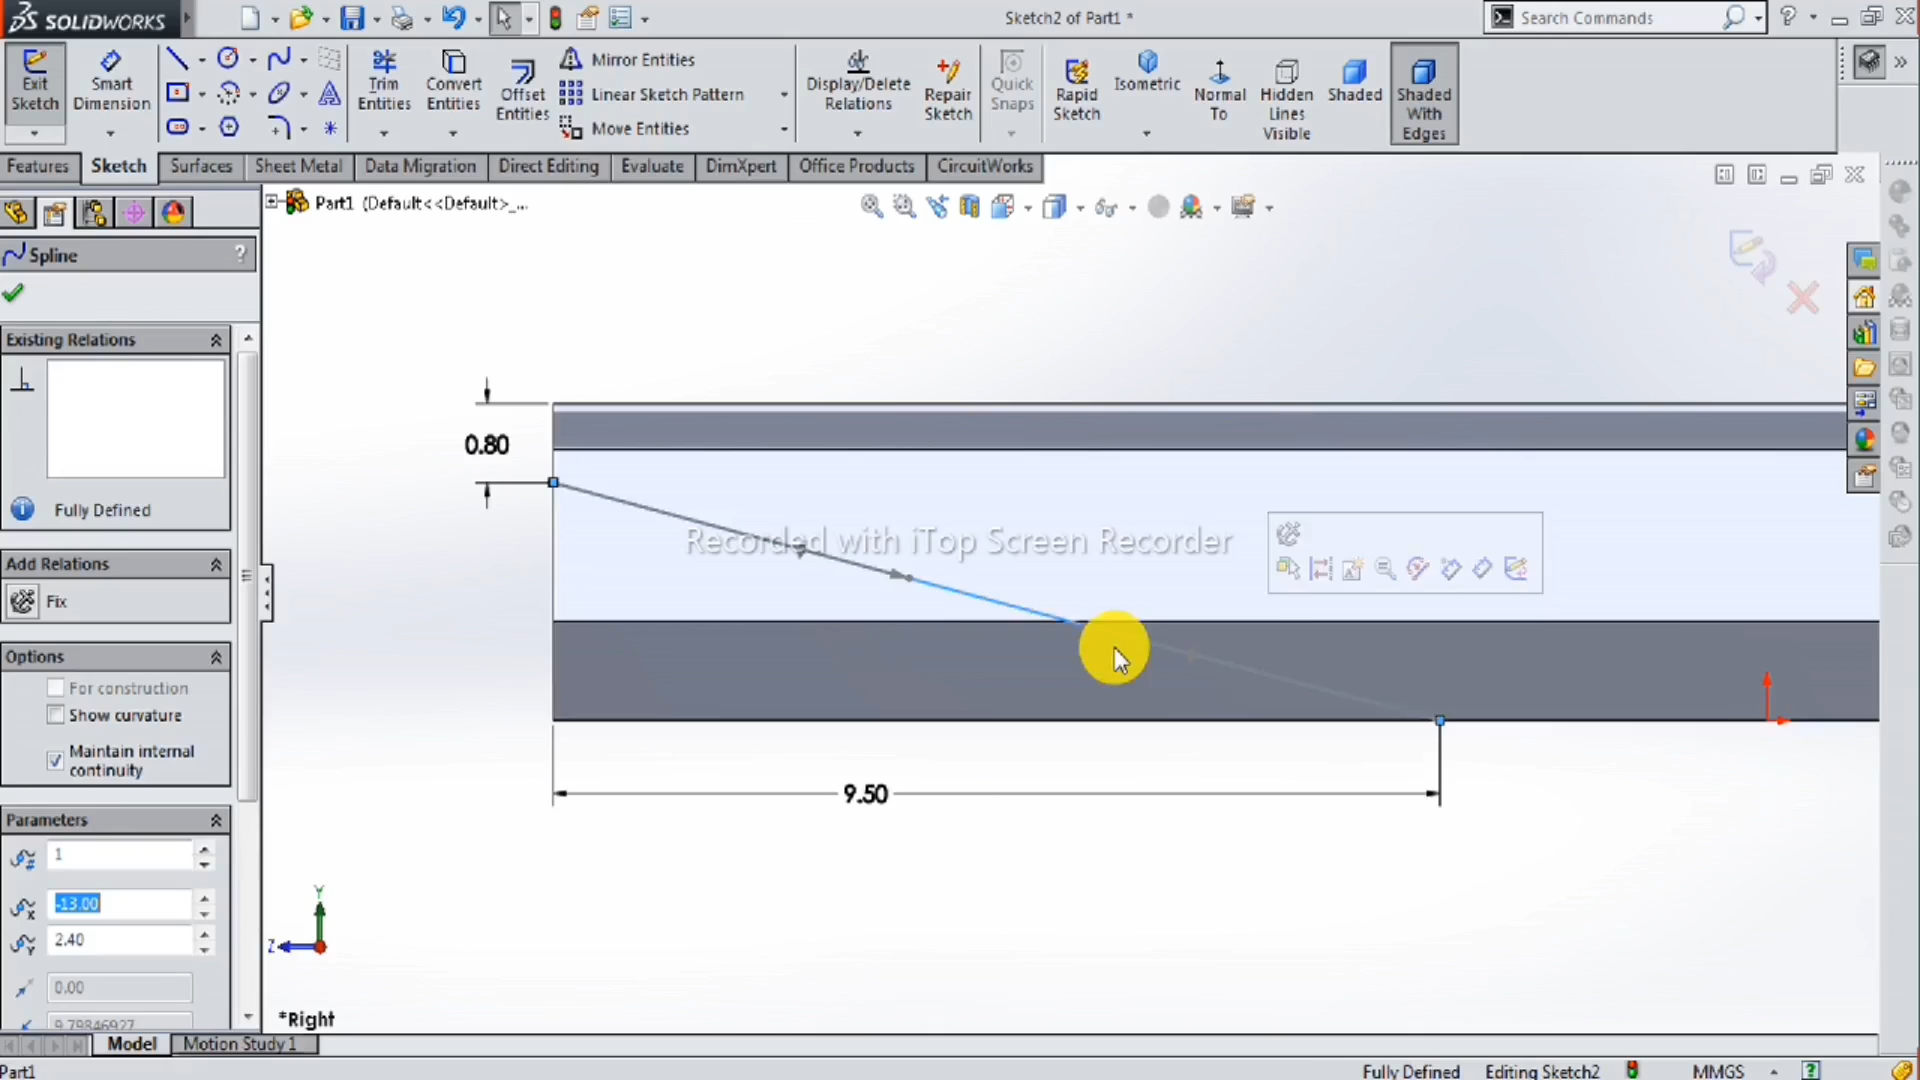 SOLIDWORKS
Sketch2 of Part1 *
Search Commands
Exit Sketch
Smart Dimension
Trim Entities
Convert Entities
Offset Entities
Mirror Entities
Linear Sketch Pattern
Move Entities
Display/Delete Relations
Repair Sketch
Quick Snaps
Rapid Sketch
Isometric
Normal To
Hidden Lines Visible
Shaded
Shaded With Edges
Features
Sketch
Surfaces
Sheet Metal
Data Migration
Direct Editing
Evaluate
DimXpert
Office Products
CircuitWorks
Part1 (Default<<Default>_...
Spline
?
Existing Relations
Fully Defined
Add Relations
Fix
Options
For construction
Show curvature
Maintain internal continuity
Parameters
1
-13.00
2.40
0.00
9.79846927
0.80
Recorded with iTop Screen Recorder
9.50
Y
Z
*Right
Model
Motion Study 1
Part1
Fully Defined
Editing Sketch2
MMGS